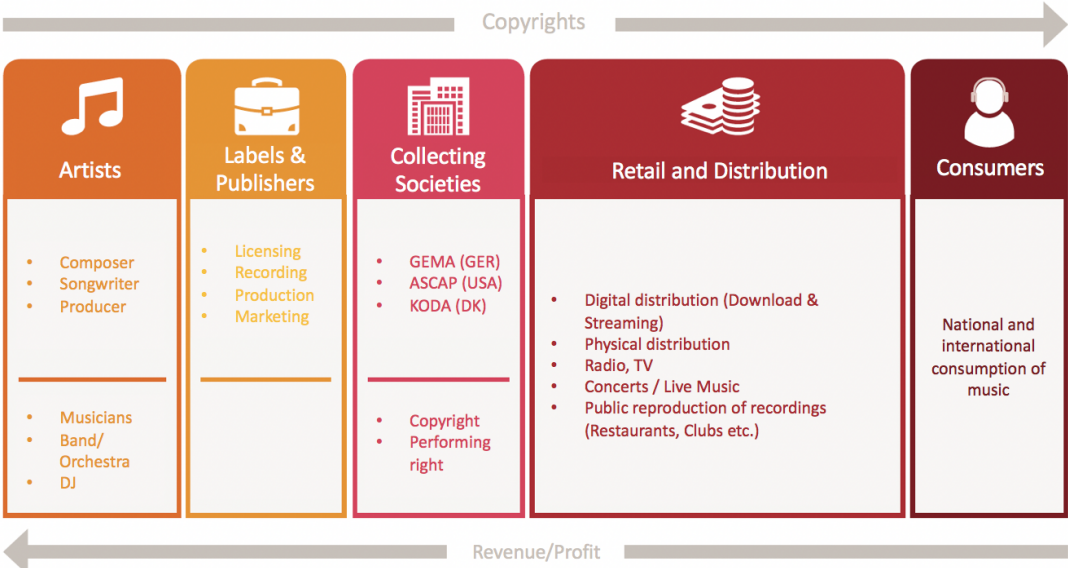 Copyrights
Artists
• Composer
• Songwriter
• Producer
• Musicians
• Band/
Orchestra
• DJ
Labels &
Publishers
• Licensing
• Recording
• Production
• Marketing
Collecting
Societies
• GEMA (GER)
• ASCAP (USA)
• KODA (DK)
• Copyright
• Performing
right
Retail and Distribution
• Digital distribution (Download &
Streaming)
• Physical distribution
• Radio, TV
• Concerts / Live Music
• Public reproduction of recordings
(Restaurants, Clubs etc.)
Consumers
National and
international
consumption of
music
Revenue/Profit